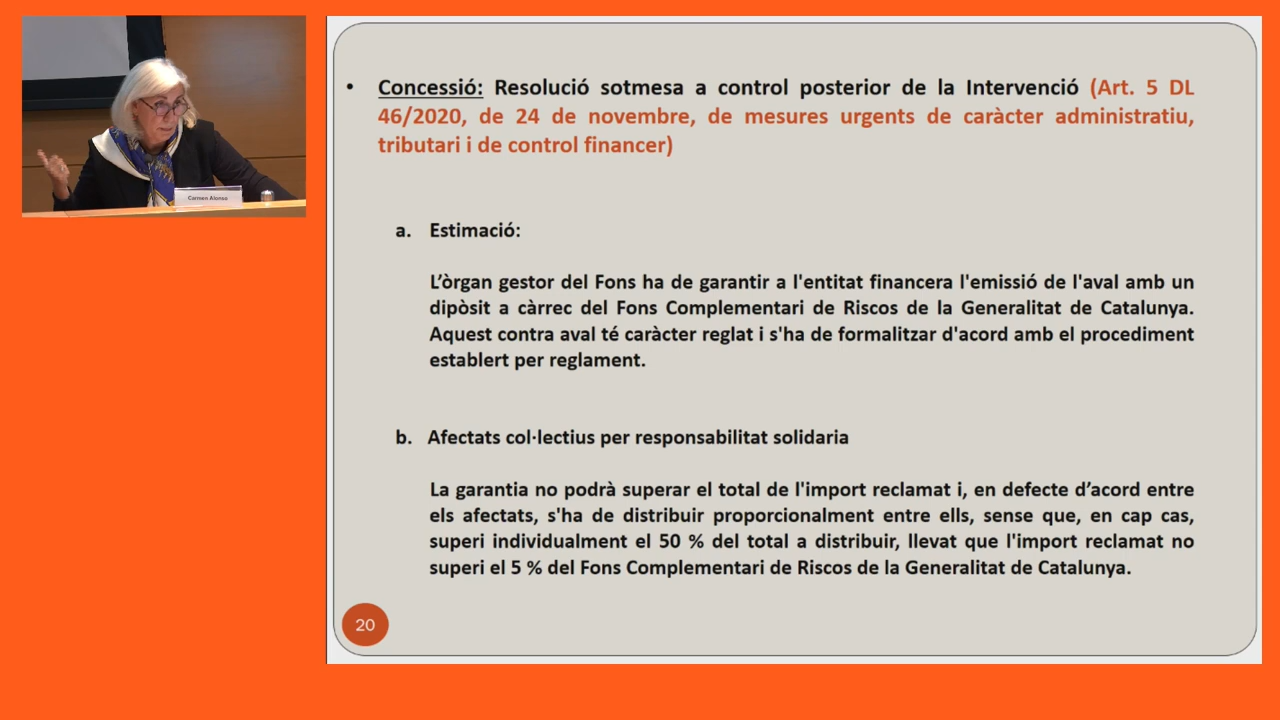 Carmen Alonso
• Concessió: Resolució sotmesa a control posterior de la Intervenció (Art. 5 DL
46/2020, de 24 de novembre, de mesures urgents de caràcter administratiu,
tributari i de control financer)
a. Estimació:
L’òrgan gestor del Fons ha de garantir a l'entitat financera l'emissió de l'aval amb un
dipòsit a càrrec del Fons Complementari de Riscos de la Generalitat de Catalunya.
Aquest contra aval té caràcter reglat i s'ha de formalitzar d'acord amb el procediment
establert per reglament.
b. Afectats col·lectius per responsabilitat solidaria
La garantia no podrà superar el total de l'import reclamat i, en defecte d’acord entre
els afectats, s'ha de distribuir proporcionalment entre ells, sense que, en cap cas,
superi individualment el 50 % del total a distribuir, llevat que l'import reclamat no
superi el 5 % del Fons Complementari de Riscos de la Generalitat de Catalunya.
20